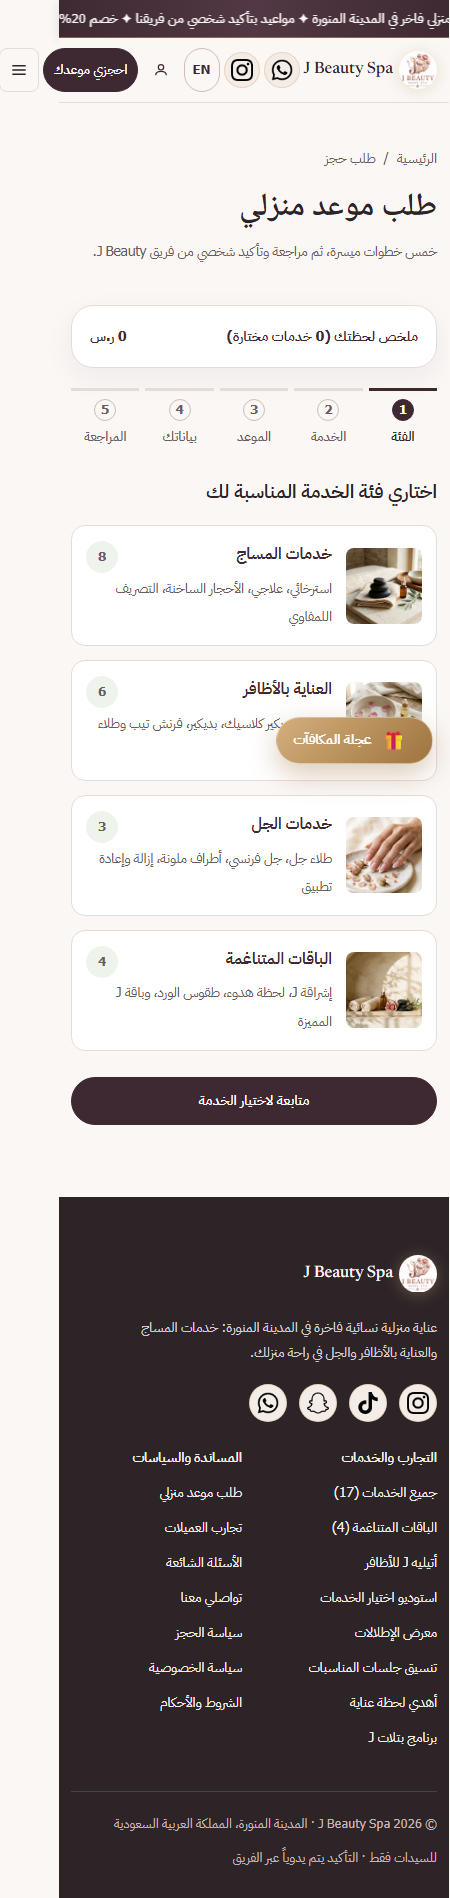 منزلي فاخر في المدينة المنورة ✦ مواعيد بتأكيد شخصي من فريقنا ✦ خصم 20%
J Beauty Spa
EN
احجزي موعدك
الرئيسية / طلب حجز
طلب موعد منزلي
خمس خطوات ميسرة، ثم مراجعة وتأكيد شخصي من فريق J Beauty.
ملخص لحظتك (0 خدمات مختارة)
0 ر.س
1 2 3 4 5
الفئة الخدمة الموعد بياناتك المراجعة
اختاري فئة الخدمة المناسبة لك
خدمات المساج
8
استرخائي، علاجي، الأحجار الساخنة، التصريف
اللمفاوي
العناية بالأظافر
6
كلاسيك، بديكير، فرنش تيب وطلاء
عجلة المكافآت
خدمات الجل
3
طلاء جل، جل فرنسي، أطراف ملونة، إزالة وإعادة
تطبيق
الباقات المتناغمة
4
إشراقة J، لحظة هدوء، طقوس الورد، وباقة J
المميزة
متابعة لاختيار الخدمة
J Beauty Spa
عناية منزلية نسائية فاخرة في المدينة المنورة: خدمات المساج
والعناية بالأظافر والجل في راحة منزلك.
التجارب والخدمات
جميع الخدمات (17)
الباقات المتناغمة (4)
أتيليه J للأظافر
استوديو اختيار الخدمات
معرض الإطلالات
تنسيق جلسات المناسبات
أهدي لحظة عناية
برنامج بتلات J
المساندة والسياسات
طلب موعد منزلي
تجارب العميلات
الأسئلة الشائعة
تواصلي معنا
سياسة الحجز
سياسة الخصوصية
الشروط والأحكام
© 2026 J Beauty Spa · المدينة المنورة، المملكة العربية السعودية
للسيدات فقط · التأكيد يتم يدوياً عبر الفريق